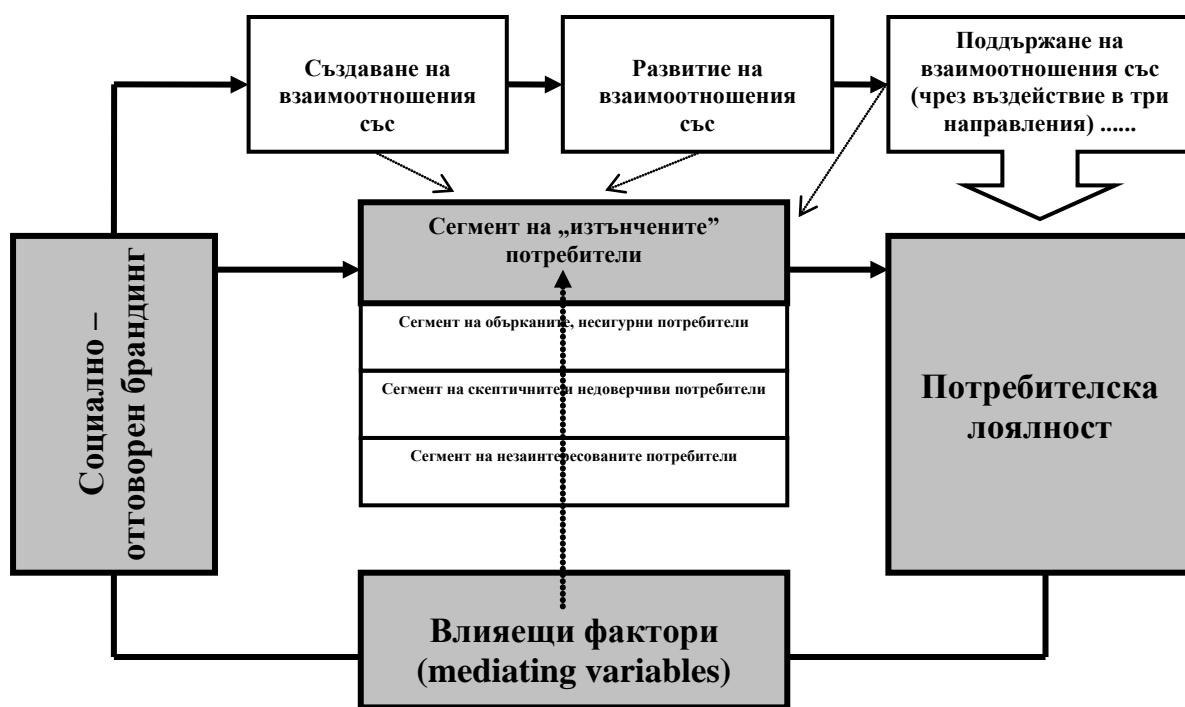 Създаване на
взаимоотношения
със
Развитие на
взаимоотношения
със
Поддържане на
взаимоотношения със
(чрез въздействие в три
направления) ......
Социално –
отговорен брандинг
Сегмент на „изтънчените”
потребители
Сегмент на обърканите, несигурни потребители
Сегмент на скептичните и недоверчиви потребители
Сегмент на незаинтересованите потребители
Потребителска
лоялност
Влияещи фактори
(mediating variables)